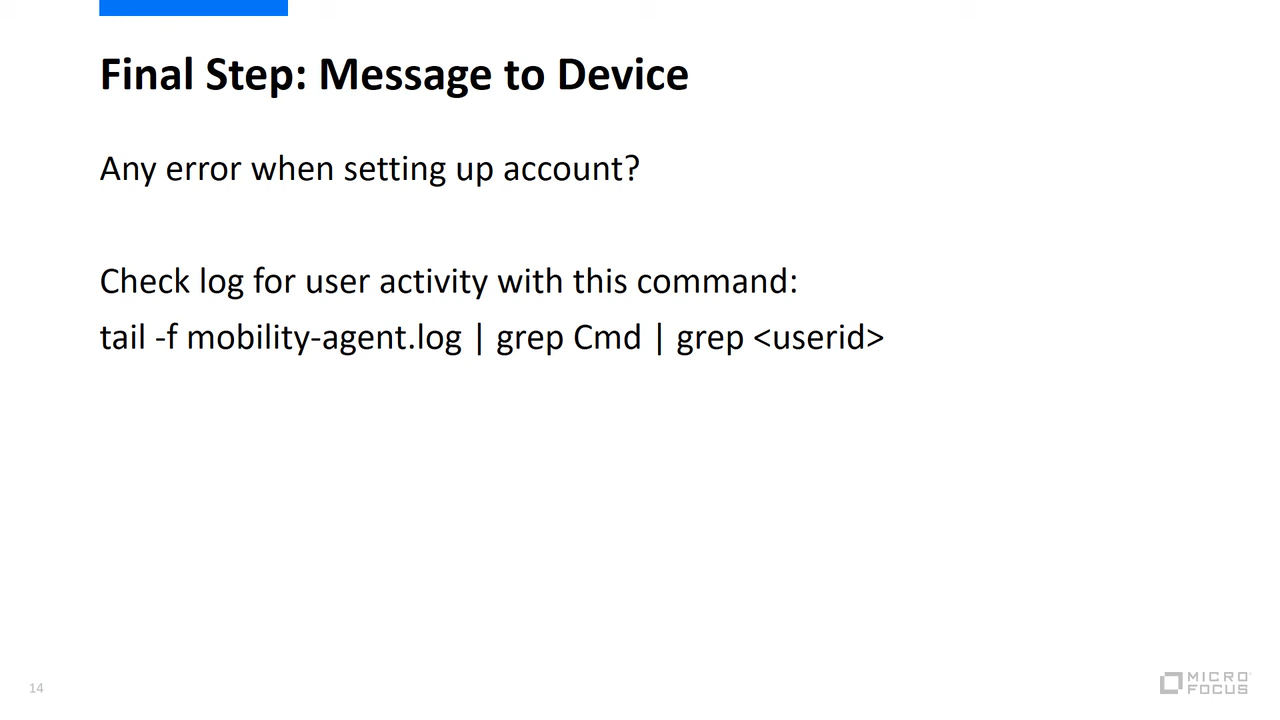 Final Step: Message to Device
Any error when setting up account?
Check log for user activity with this command:
tail -f mobility-agent.log | grep Cmd | grep <userid>
14
MICRO
FOCUS